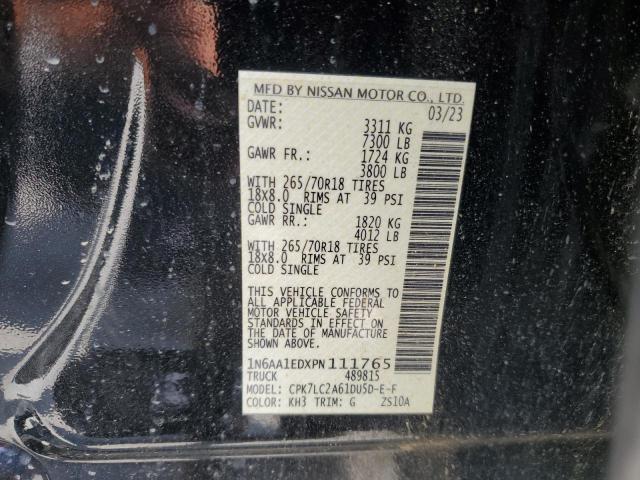 MFD BY NISSAN MOTOR CO., LTD.
DATE: 03/23
GVWR: 3311 KG
7300 LB
GAWR FR.: 1724 KG
3800 LB
WITH 265/70R18 TIRES
18X8.0 RIMS AT 39 PSI
COLD SINGLE
GAWR RR.: 1820 KG
4012 LB
WITH 265/70R18 TIRES
18X8.0 RIMS AT 39 PSI
COLD SINGLE
THIS VEHICLE CONFORMS TO
ALL APPLICABLE FEDERAL
MOTOR VEHICLE SAFETY
STANDARDS IN EFFECT ON
THE DATE OF MANUFACTURE
SHOWN ABOVE.
1N6AA1EDXPN111765
TRUCK 489815
MODEL: CPK7LC2A61DU5D-E-F
COLOR: KH3 TRIM: G ZS10A